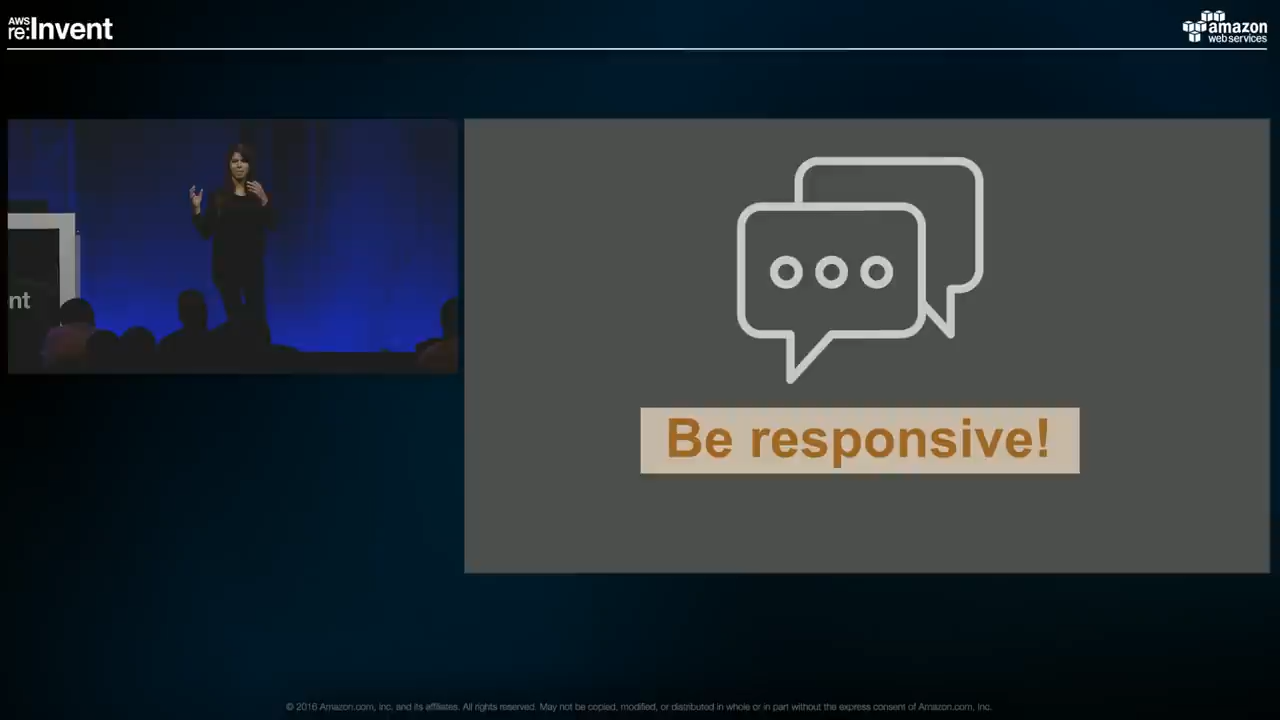 AWS
re:Invent
amazon
web services
nt
Be responsive!
© 2016 Amazon.com, Inc. and its affiliates. All rights reserved. May not be copied, modified, or distributed in whole or in part without the express consent of Amazon.com, Inc.